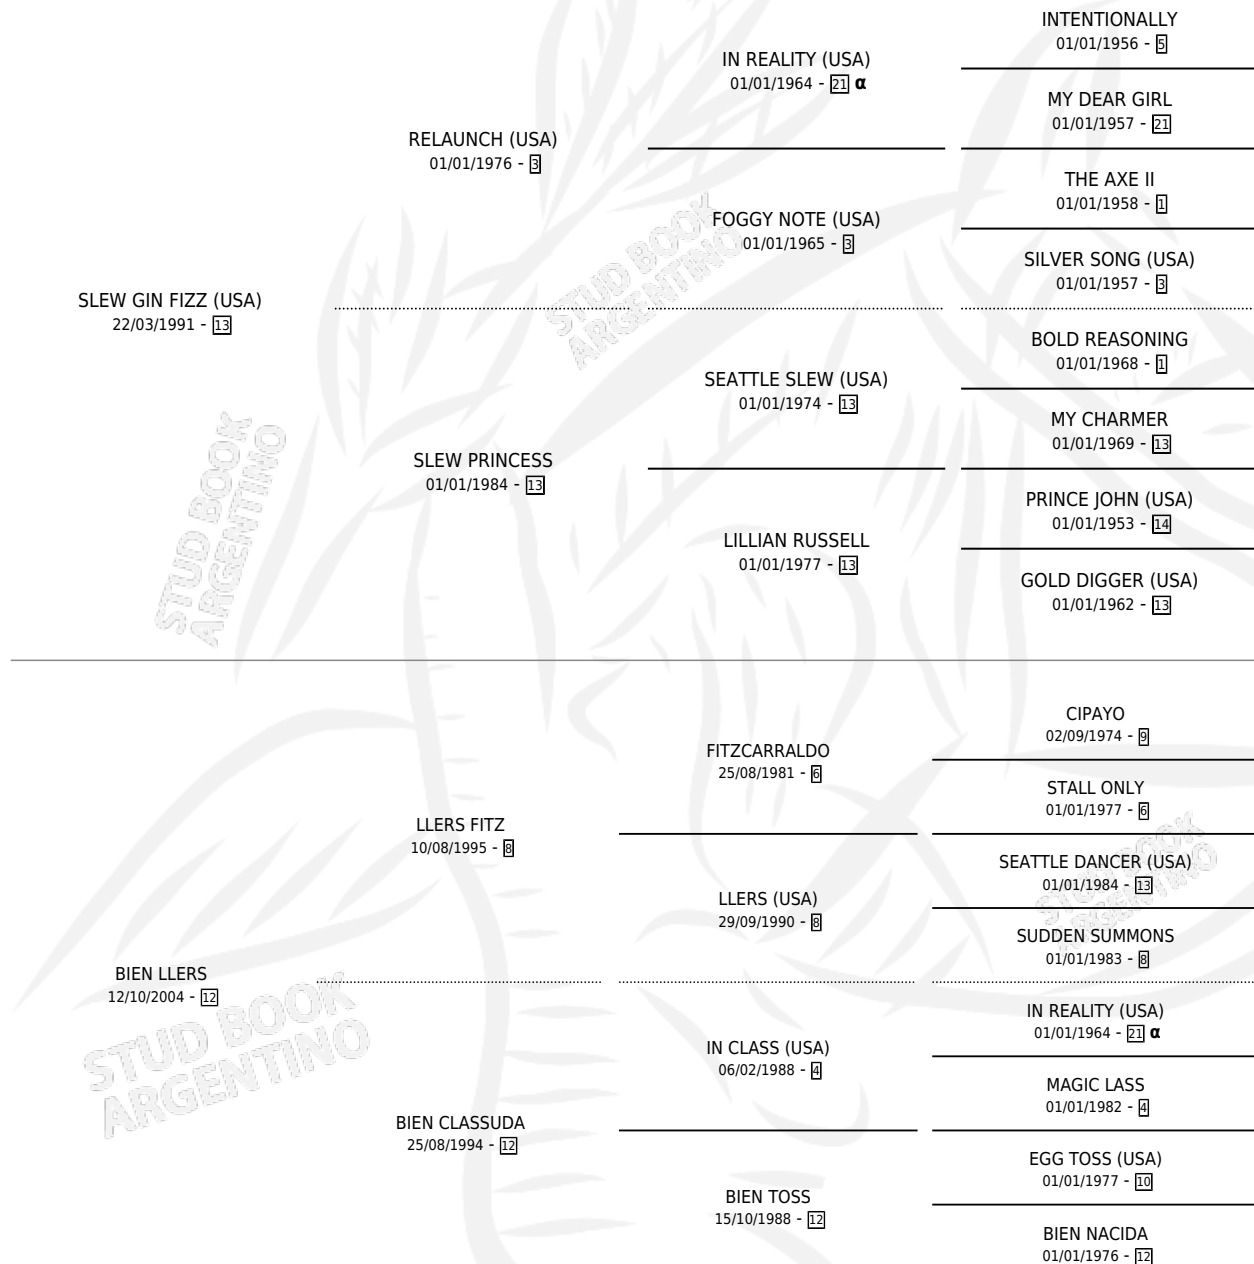 INTENTIONALLY
01/01/1956 - 5
IN REALITY (USA)
01/01/1964 - 21 α
MY DEAR GIRL
01/01/1957 - 21
RELAUNCH (USA)
01/01/1976 - 3
THE AXE II
01/01/1958 - 1
FOGGY NOTE (USA)
01/01/1965 - 3
SILVER SONG (USA)
01/01/1957 - 3
SLEW GIN FIZZ (USA)
22/03/1991 - 13
BOLD REASONING
01/01/1968 - 1
SEATTLE SLEW (USA)
01/01/1974 - 13
MY CHARMER
01/01/1969 - 13
SLEW PRINCESS
01/01/1984 - 13
PRINCE JOHN (USA)
01/01/1953 - 14
LILLIAN RUSSELL
01/01/1977 - 13
GOLD DIGGER (USA)
01/01/1962 - 13
CIPAYO
02/09/1974 - 9
FITZCARRALDO
25/08/1981 - 6
STALL ONLY
01/01/1977 - 6
LLERS FITZ
10/08/1995 - 8
SEATTLE DANCER (USA)
01/01/1984 - 13
LLERS (USA)
29/09/1990 - 8
SUDDEN SUMMONS
01/01/1983 - 8
BIEN LLERS
12/10/2004 - 12
IN REALITY (USA)
01/01/1964 - 21 α
IN CLASS (USA)
06/02/1988 - 4
MAGIC LASS
01/01/1982 - 4
BIEN CLASSUDA
25/08/1994 - 12
EGG TOSS (USA)
01/01/1977 - 10
BIEN TOSS
15/10/1988 - 12
BIEN NACIDA
01/01/1976 - 12
STUD BOOK
ARGENTINO
STUD BOOK
ARGENTINO
STUD BOOK
ARGENTINO
STUD BOOK
ARGENTINO